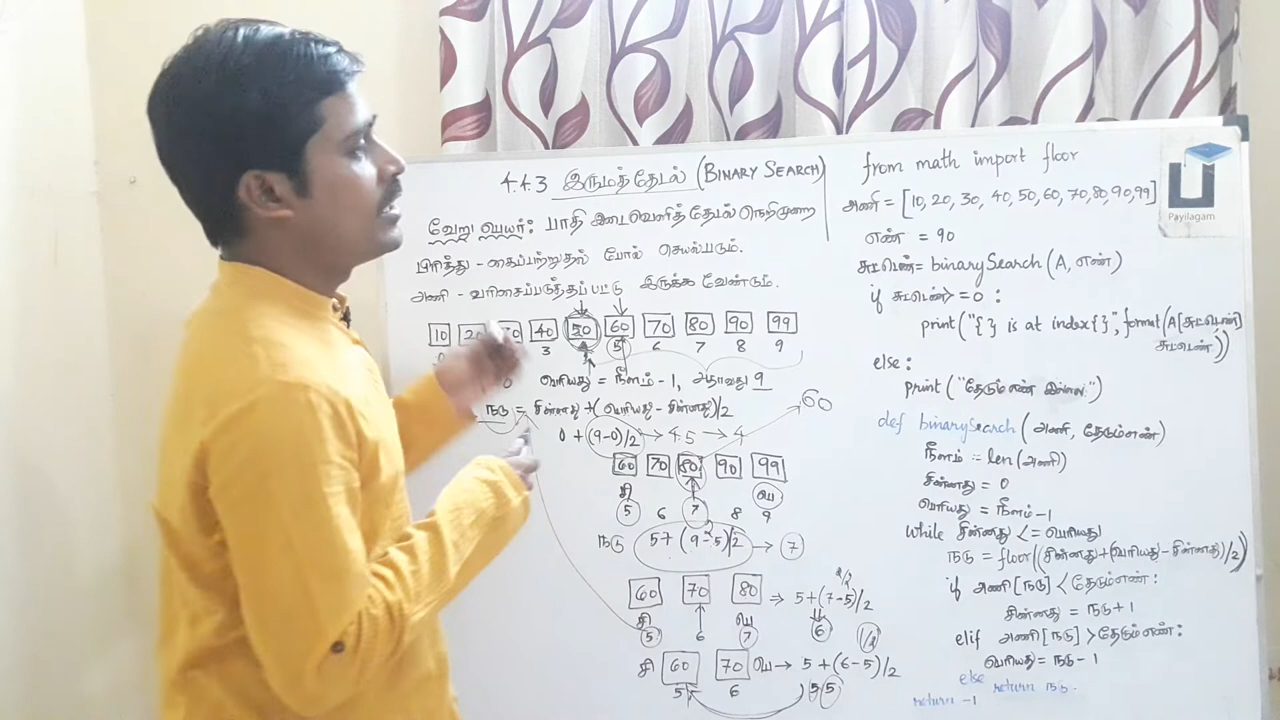 4.4.3 இருமத்தேடல் (BINARY SEARCH)
வேறு பெயர்: பாதி இடைவெளித் தேடல் நெறிமுறை
பிரித்து - கைப்பற்றுதல் போல் செயல்படும்.
அணி - வரிசைப்படுத்தப்பட்டு இருக்க வேண்டும்.
10 20 40 50 60 70 80 90 99
3 5 6 7 8 9
பெரியது = நீளம் - 1, அதாவது 9
நடு = சின்னது + (பெரியது - சின்னது)/2
60
0 + (9-0)/2 → 4.5 → 4
60 70 80 90 99
சி பெ
5 6 7 8 9
நடு 5 + (9-5)/2 → 7
60 70 80 ⇒ 5+(7-5)/2
சி பெ
5 6 7 6
சி 60 70 பெ → 5 + (6-5)/2
5 6
from math import floor
அணி = [10, 20, 30, 40, 50, 60, 70, 80, 90, 99]
எண் = 90
சுட்டெண் = binarySearch (A, எண்)
if சுட்டெண் >= 0 :
print ("{ } is at index{}", format (A[சுட்டெண்]
சுட்டெண்))
else :
print ("தேடும் எண் இல்லை")
def binarySearch (அணி, தேடும்எண்)
நீளம் = len (அணி)
சின்னது = 0
பெரியது = நீளம் - 1
while சின்னது <= பெரியது
நடு = floor((சின்னது + (பெரியது - சின்னது)/2)
if அணி [நடு] < தேடும்எண் :
சின்னது = நடு + 1
elif அணி [நடு] > தேடும்எண் :
பெரியது = நடு - 1
else
return நடு.
return -1
Payilagam